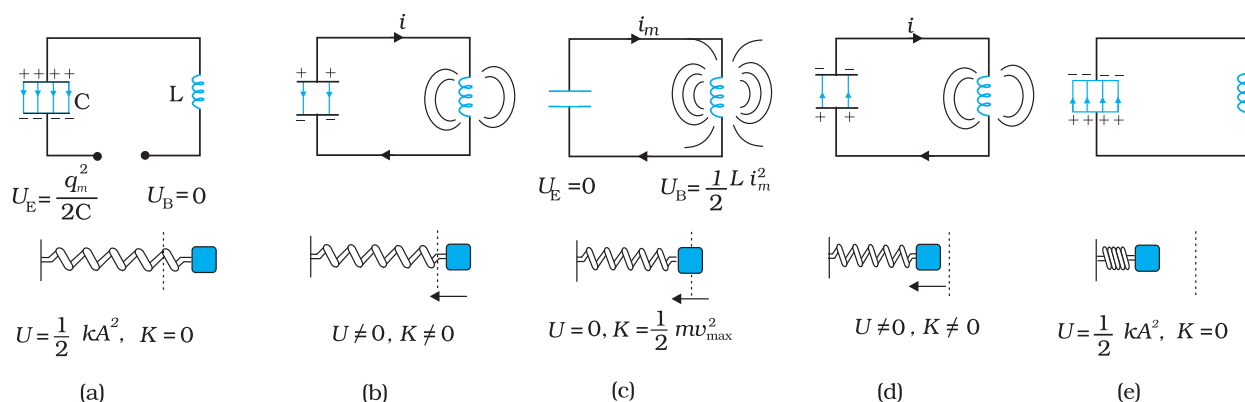 i
i_m
i
+ + + +
C
L
– – – –
+ +
– –
– –
+ +
– – – –
+ + + +
U_E = q_m^2 / 2C
U_B = 0
U_E = 0
U_B = 1/2 L i_m^2
U = 1/2 kA^2, K = 0
U ≠ 0, K ≠ 0
U = 0, K = 1/2 mv_max^2
U ≠ 0, K ≠ 0
U = 1/2 kA^2, K = 0
(a)
(b)
(c)
(d)
(e)